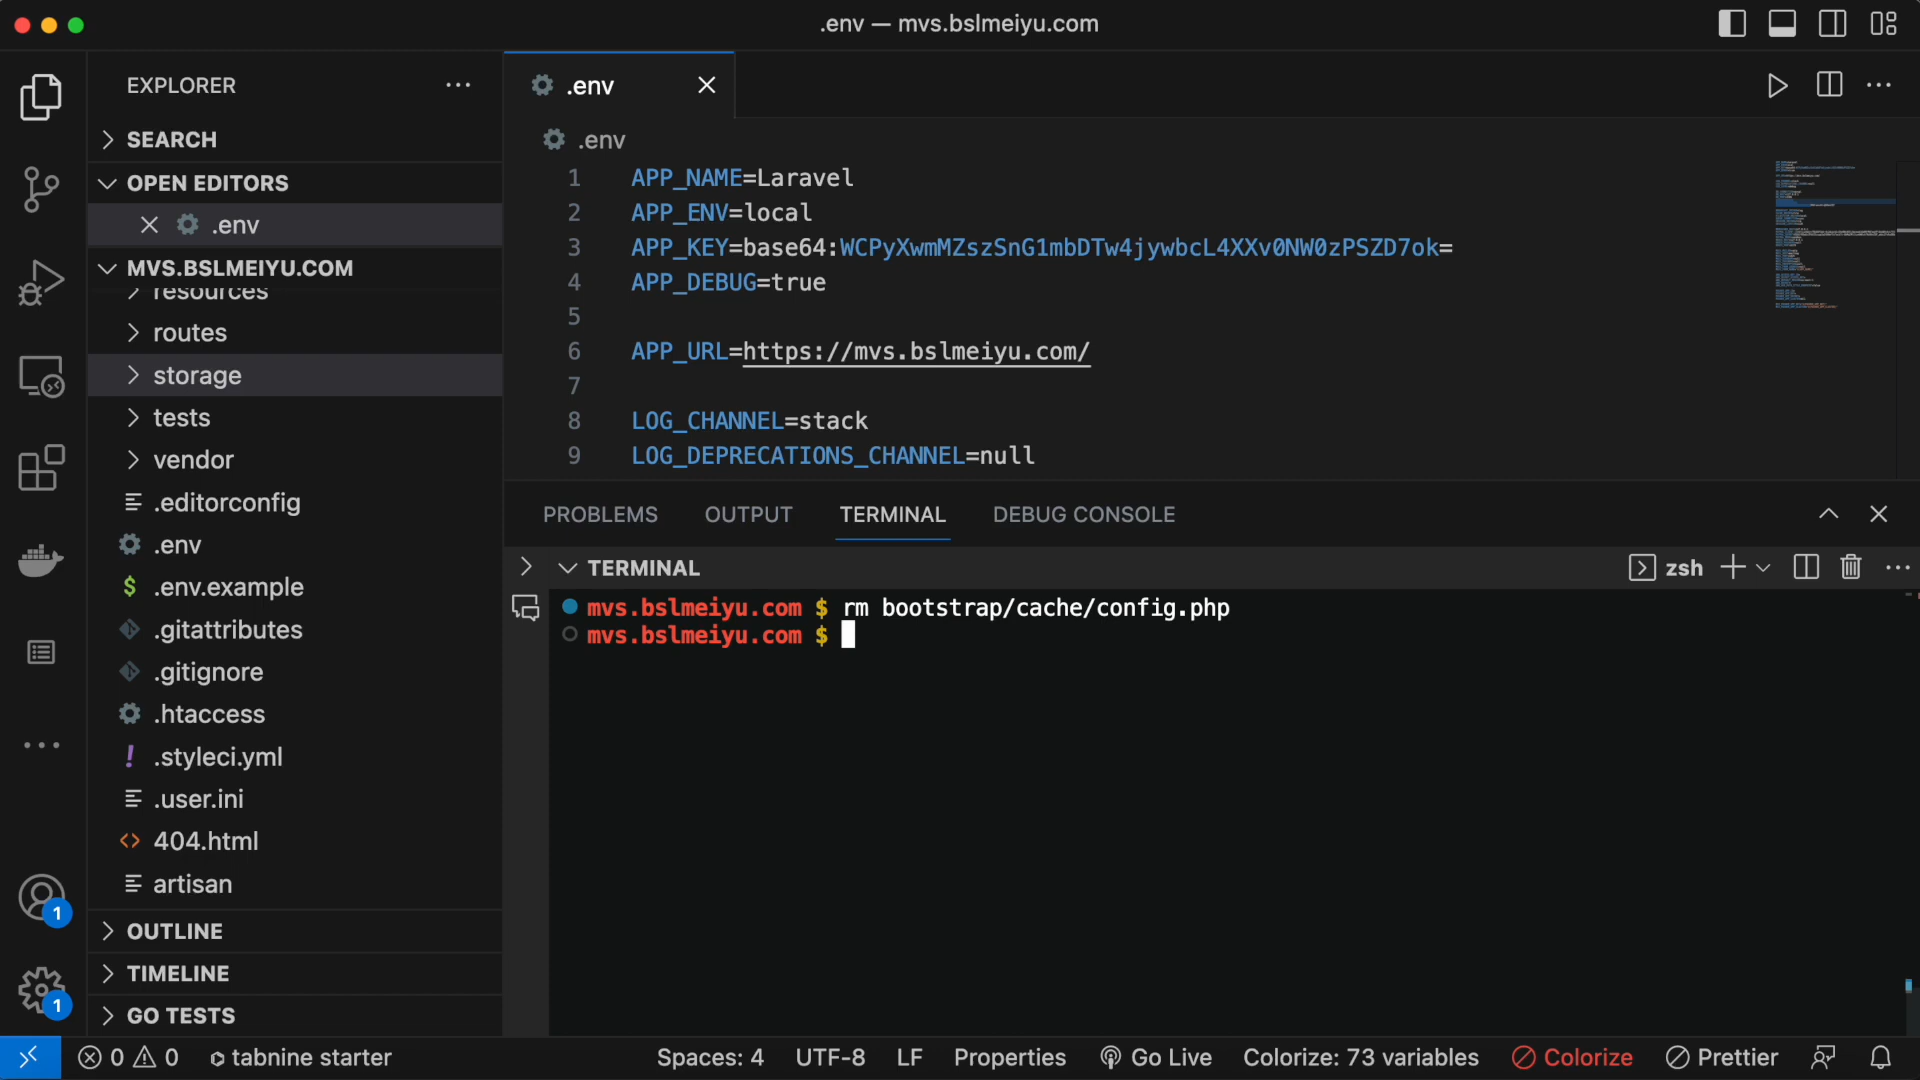 .env — mvs.bslmeiyu.com
EXPLORER
SEARCH
OPEN EDITORS
.env
MVS.BSLMEIYU.COM
resources
routes
storage
tests
vendor
.editorconfig
.env
.env.example
.gitattributes
.gitignore
.htaccess
.styleci.yml
.user.ini
404.html
artisan
OUTLINE
TIMELINE
GO TESTS
1
1
.env
.env
1 APP_NAME=Laravel
2 APP_ENV=local
3 APP_KEY=base64:WCPyXwmMZszSnG1mbDTw4jywbcL4XXv0NW0zPSZD7ok=
4 APP_DEBUG=true
5
6 APP_URL=https://mvs.bslmeiyu.com/
7
8 LOG_CHANNEL=stack
9 LOG_DEPRECATIONS_CHANNEL=null
PROBLEMS OUTPUT TERMINAL DEBUG CONSOLE
TERMINAL zsh
mvs.bslmeiyu.com $ rm bootstrap/cache/config.php
mvs.bslmeiyu.com $
0 0 tabnine starter Spaces: 4 UTF-8 LF Properties Go Live Colorize: 73 variables Colorize Prettier